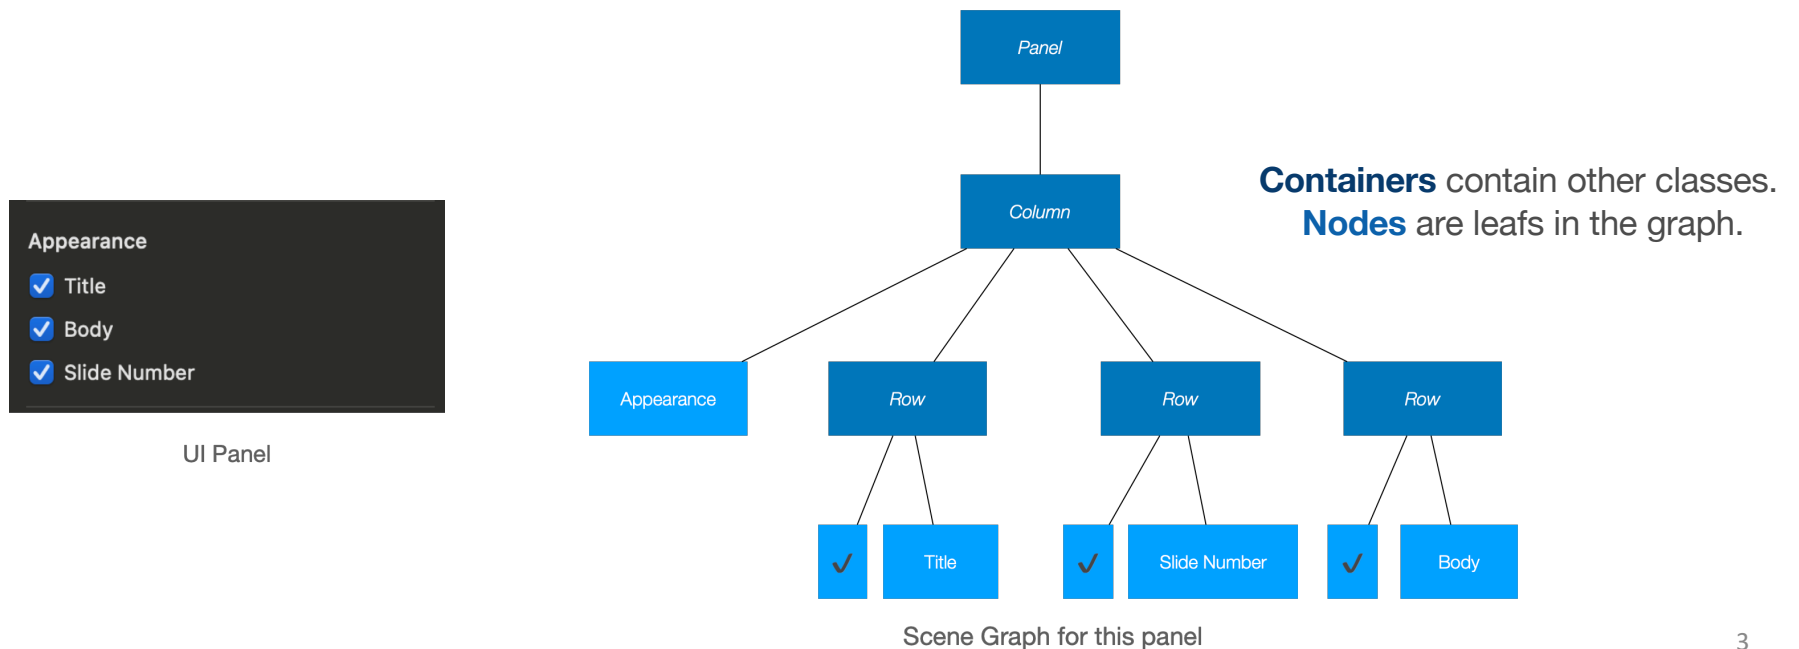 Appearance
Title
Body
Slide Number
UI Panel
Panel
Column
Appearance
Row
Row
Row
Title
Slide Number
Body
Scene Graph for this panel
Containers contain other classes.
Nodes are leafs in the graph.
3